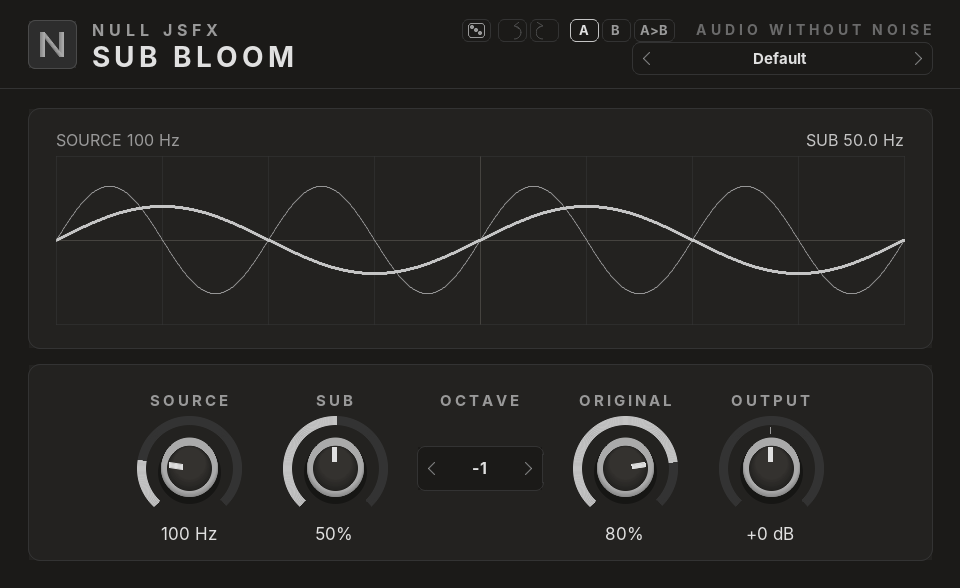 N
NULL JSFX
SUB BLOOM
A B A>B
AUDIO WITHOUT NOISE
Default
SOURCE 100 Hz
SUB 50.0 Hz
SOURCE SUB OCTAVE ORIGINAL OUTPUT
-1
100 Hz 50% 80% +0 dB